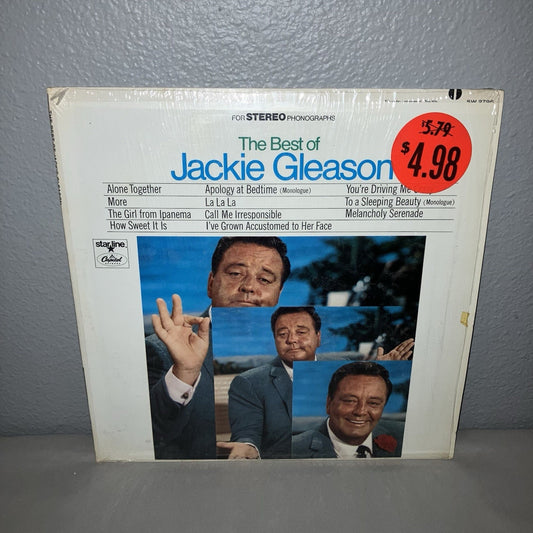 FOR STEREO PHONOGRAPHS
The Best of
Jackie Gleason
$5.79
$4.98
Alone Together Apology at Bedtime (Monologue) You're Driving Me Crazy
More La La La To a Sleeping Beauty (Monologue)
The Girl from Ipanema Call Me Irresponsible Melancholy Serenade
How Sweet It Is I've Grown Accustomed to Her Face
starline
Capitol